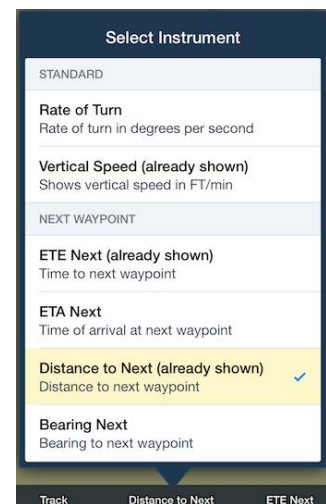 Select Instrument
STANDARD
Rate of Turn
Rate of turn in degrees per second
Vertical Speed (already shown)
Shows vertical speed in FT/min
NEXT WAYPOINT
ETE Next (already shown)
Time to next waypoint
ETA Next
Time of arrival at next waypoint
Distance to Next (already shown)
Distance to next waypoint
Bearing Next
Bearing to next waypoint
Track Distance to Next ETE Next